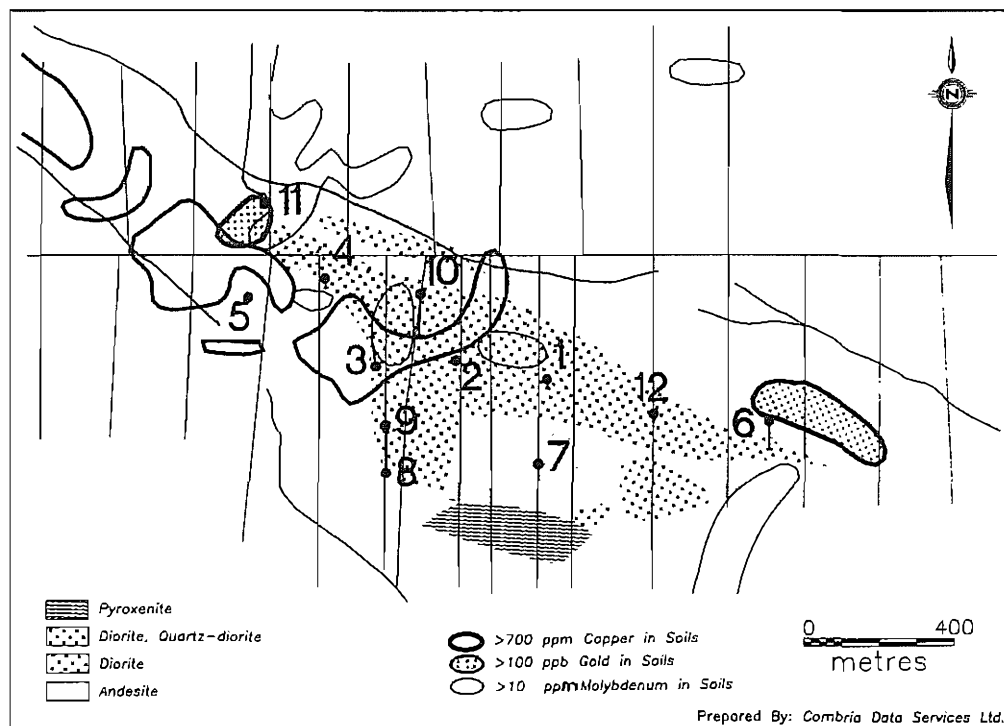 N
11
4
10
5
3
2
1
12
6
9
8
7
Pyroxenite
Diorite, Quartz-diorite
Diorite
Andesite
>700 ppm Copper in Soils
>100 ppb Gold in Soils
>10 ppm Molybdenum in Soils
0 400
metres
Prepared By: Cambria Data Services Ltd.